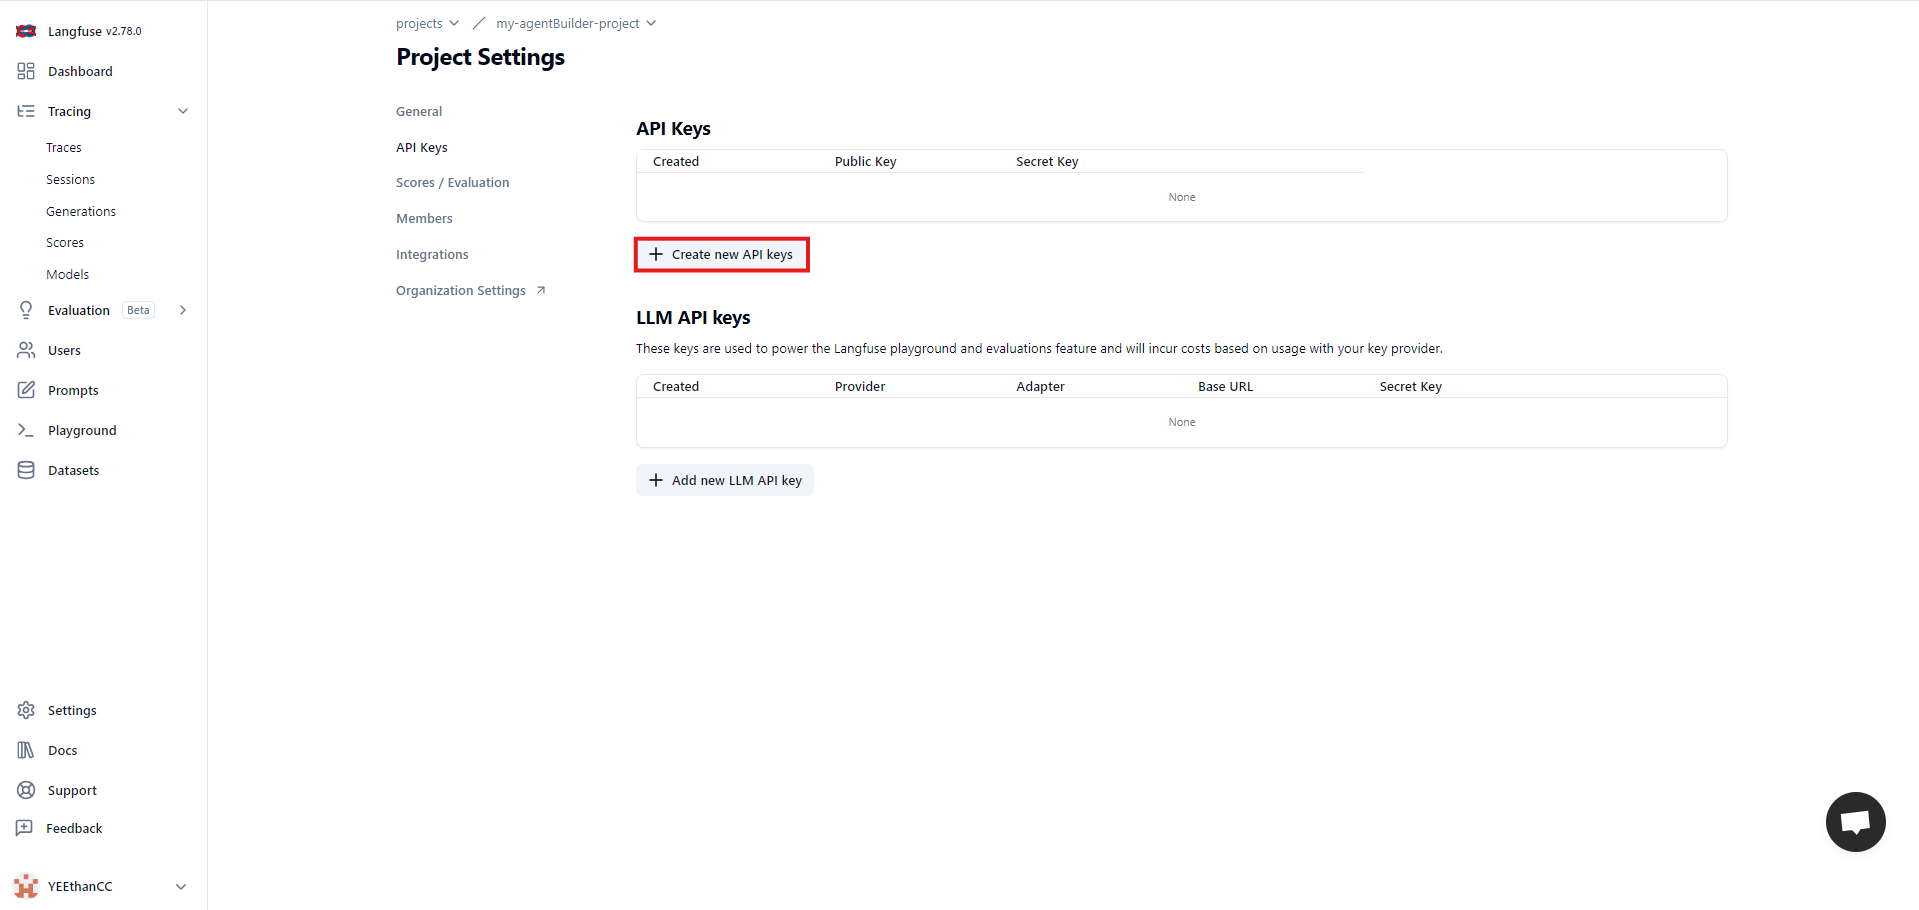 Langfuse v2.78.0
Dashboard
Tracing
Traces
Sessions
Generations
Scores
Models
Evaluation Beta
Users
Prompts
Playground
Datasets
Settings
Docs
Support
Feedback
YEEthanCC
projects / my-agentBuilder-project
Project Settings
General
API Keys
Scores / Evaluation
Members
Integrations
Organization Settings
API Keys
Created Public Key Secret Key
None
Create new API keys
LLM API keys
These keys are used to power the Langfuse playground and evaluations feature and will incur costs based on usage with your key provider.
Created Provider Adapter Base URL Secret Key
None
Add new LLM API key